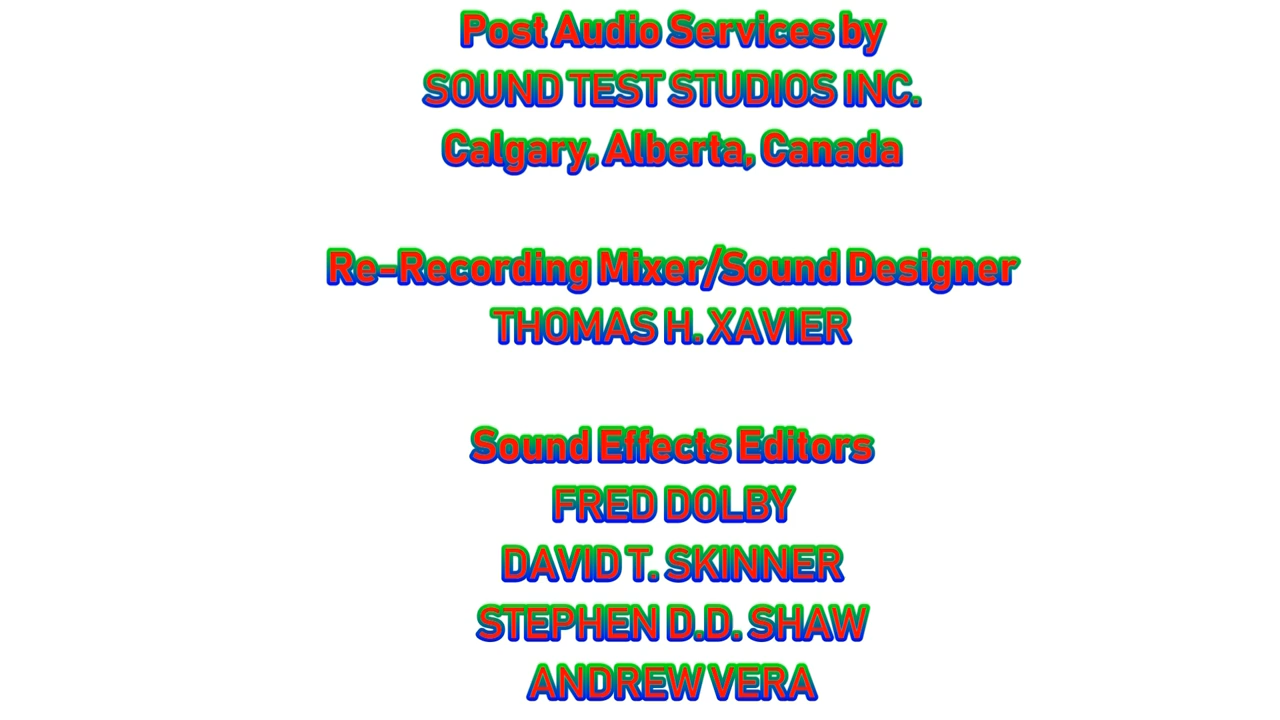 Post Audio Services by
SOUND TEST STUDIOS INC.
Calgary, Alberta, Canada
Re-Recording Mixer/Sound Designer
THOMAS H. XAVIER
Sound Effects Editors
FRED DOLBY
DAVID T. SKINNER
STEPHEN D.D. SHAW
ANDREW VERA